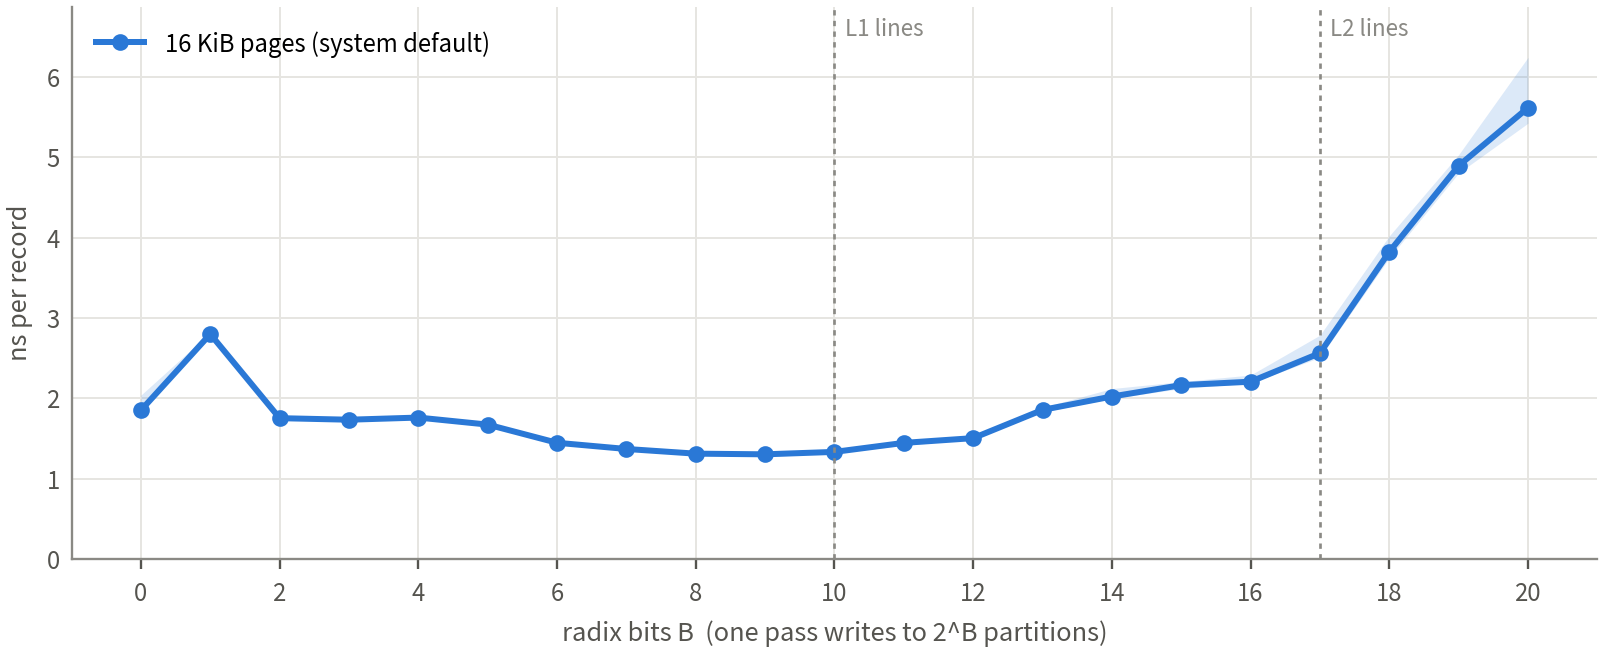 16 KiB pages (system default)
L1 lines
L2 lines
ns per record
6
5
4
3
2
1
0
0 2 4 6 8 10 12 14 16 18 20
radix bits B (one pass writes to 2^B partitions)